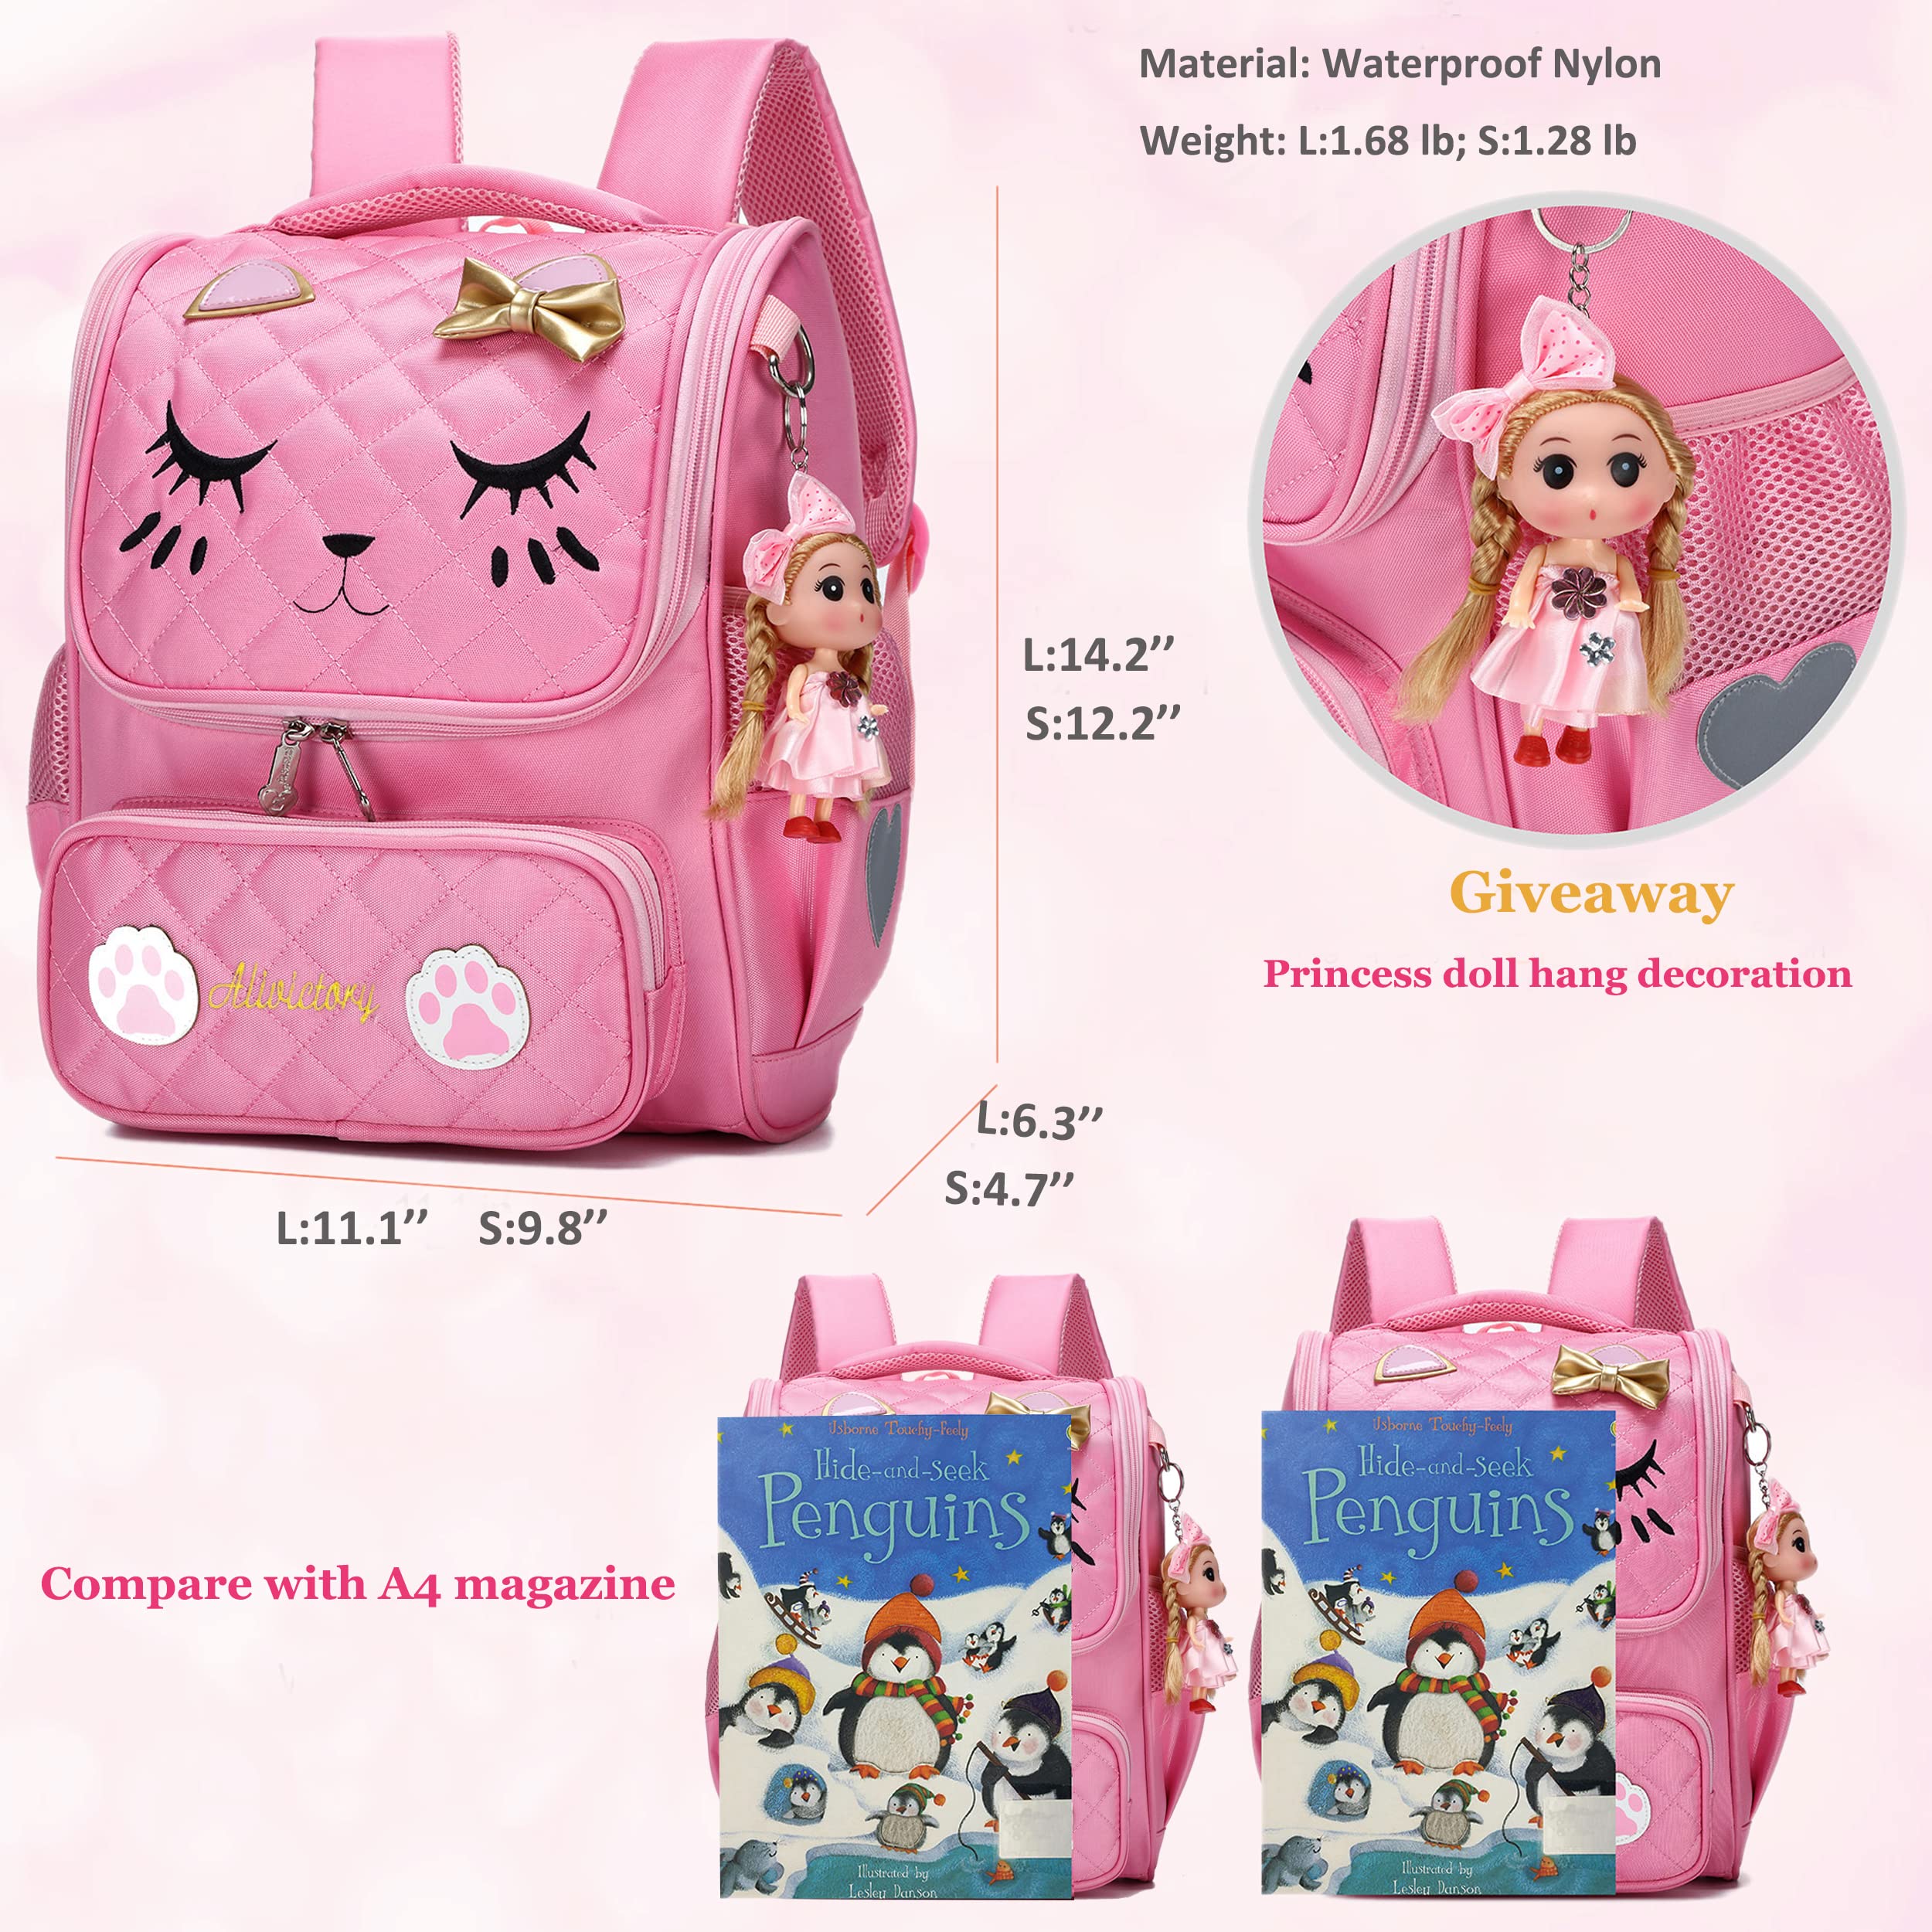 Material: Waterproof Nylon
Weight: L:1.68 lb; S:1.28 lb
L:14.2’’
S:12.2’’
Alivictory
Giveaway
Princess doll hang decoration
L:6.3’’
S:4.7’’
L:11.1’’ S:9.8’’
Compare with A4 magazine
Usborne Touchy-Feely
Hide-and-Seek
Penguins
Illustrated by
Lesley Danson
Usborne Touchy-Feely
Hide-and-Seek
Penguins
Illustrated by
Lesley Danson